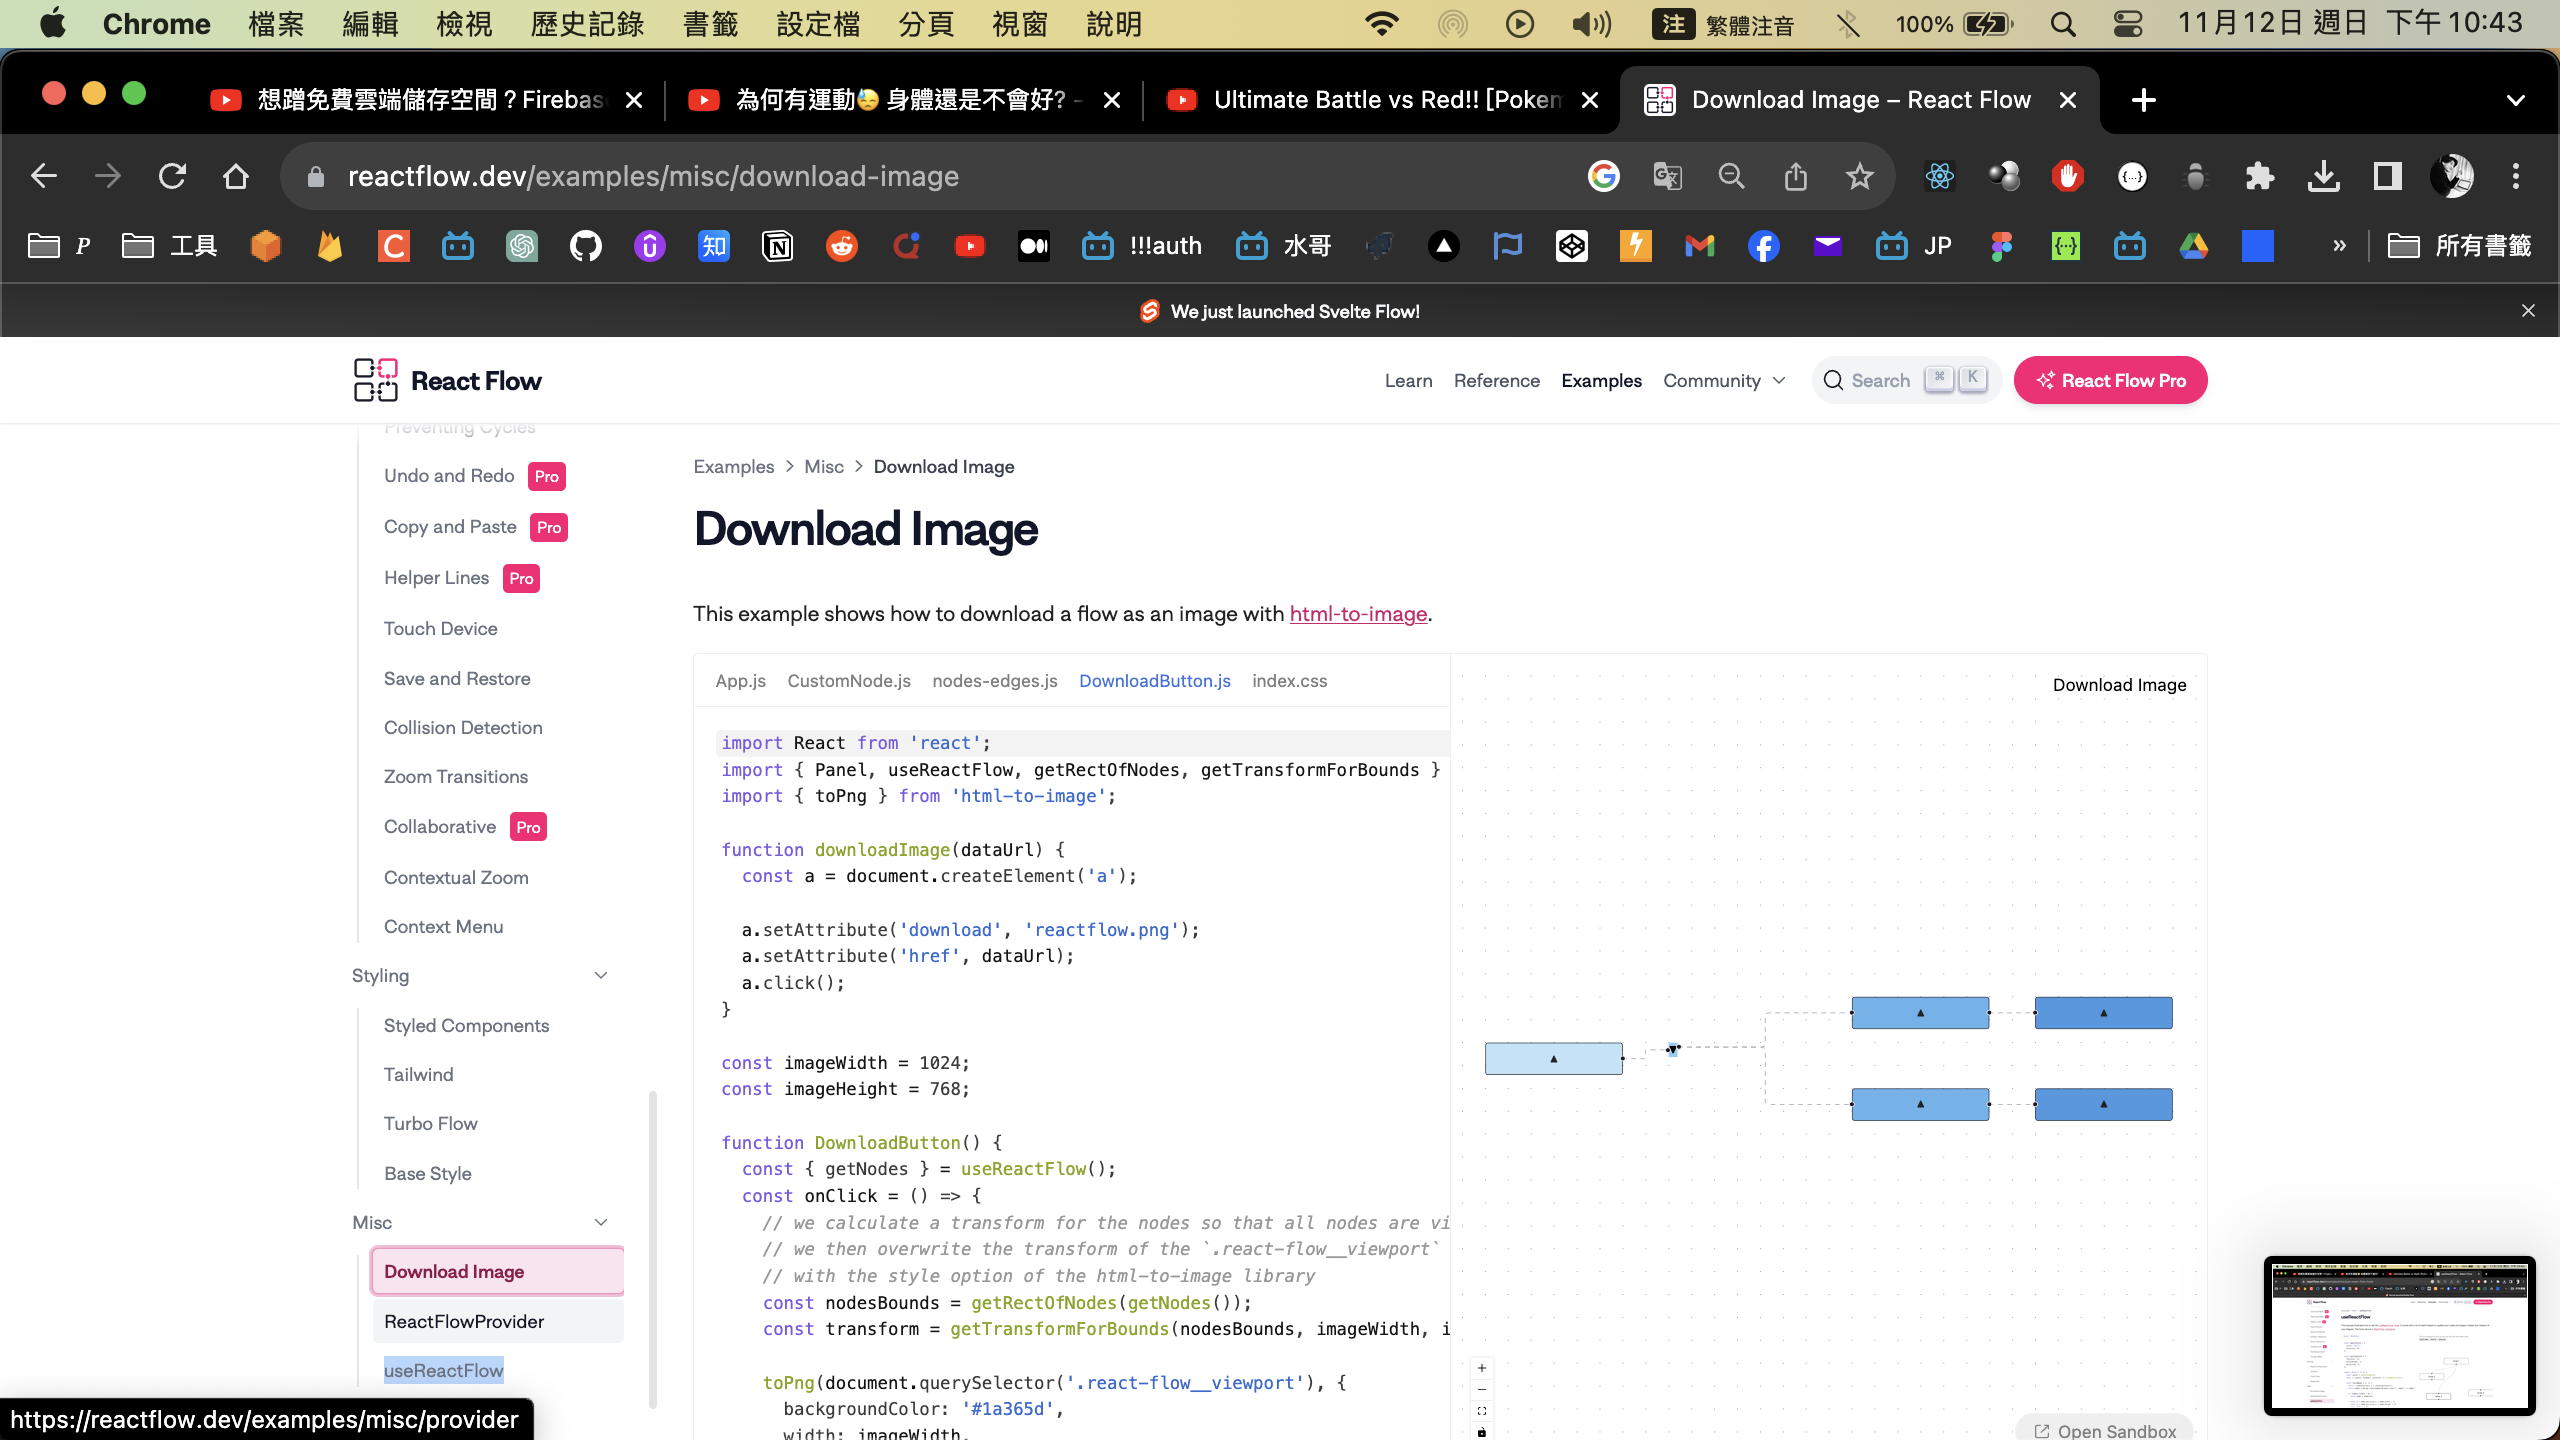 Chrome 檔案 編輯 檢視 歷史記錄 書籤 設定檔 分頁 視窗 說明 注 繁體注音 100% 11月12日 週日 下午 10:43
想蹭免費雲端儲存空間？Firebas 為何有運動😓 身體還是不會好? - Ultimate Battle vs Red!! [Pokem Download Image – React Flow
reactflow.dev/examples/misc/download-image
P 工具 !!!auth 水哥 JP » 所有書籤
We just launched Svelte Flow!
React Flow Learn Reference Examples Community Search ⌘ K React Flow Pro
Preventing Cycles
Undo and Redo Pro
Copy and Paste Pro
Helper Lines Pro
Touch Device
Save and Restore
Collision Detection
Zoom Transitions
Collaborative Pro
Contextual Zoom
Context Menu
Styling
Styled Components
Tailwind
Turbo Flow
Base Style
Misc
Download Image
ReactFlowProvider
useReactFlow
https://reactflow.dev/examples/misc/provider
Examples > Misc > Download Image
Download Image
This example shows how to download a flow as an image with html-to-image.
App.js CustomNode.js nodes-edges.js DownloadButton.js index.css
import React from 'react';
import { Panel, useReactFlow, getRectOfNodes, getTransformForBounds }
import { toPng } from 'html-to-image';
function downloadImage(dataUrl) {
const a = document.createElement('a');
a.setAttribute('download', 'reactflow.png');
a.setAttribute('href', dataUrl);
a.click();
}
const imageWidth = 1024;
const imageHeight = 768;
function DownloadButton() {
const { getNodes } = useReactFlow();
const onClick = () => {
// we calculate a transform for the nodes so that all nodes are vi
// we then overwrite the transform of the `.react-flow__viewport`
// with the style option of the html-to-image library
const nodesBounds = getRectOfNodes(getNodes());
const transform = getTransformForBounds(nodesBounds, imageWidth, i
toPng(document.querySelector('.react-flow__viewport'), {
backgroundColor: '#1a365d',
width: imageWidth,
Download Image
Open Sandbox